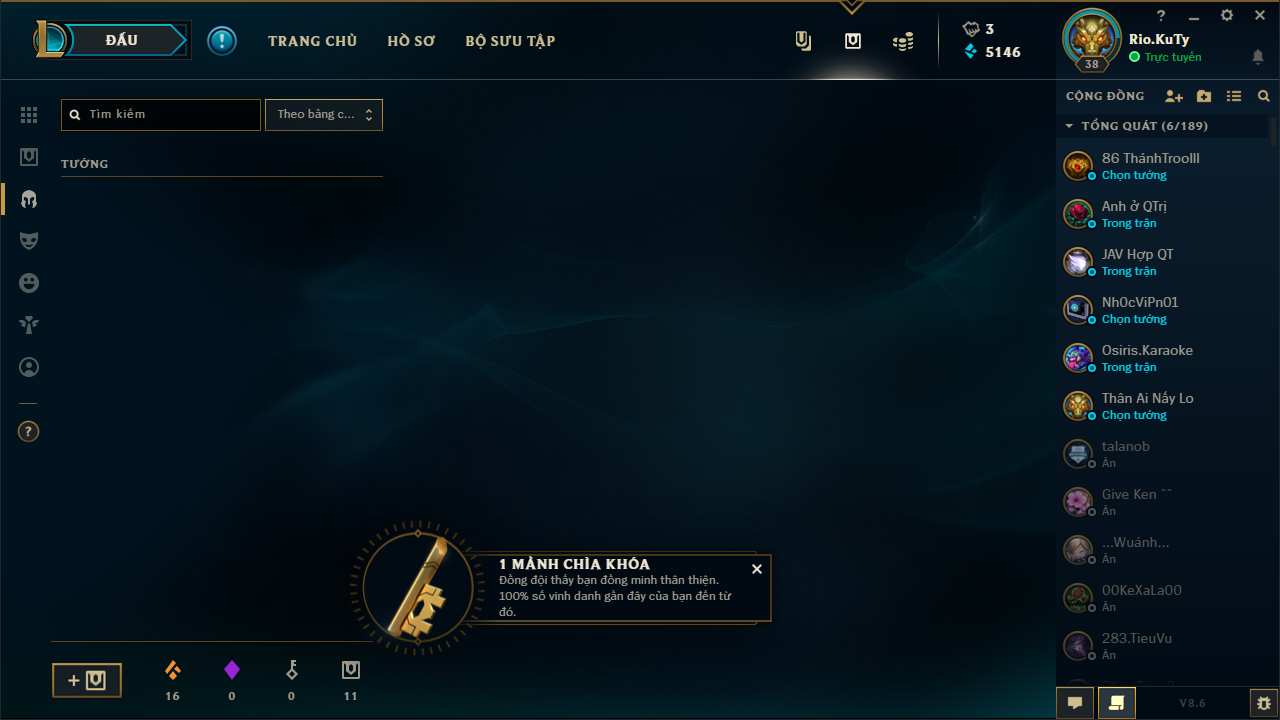 ĐẤU
TRANG CHỦ
HỒ SƠ
BỘ SƯU TẬP
3
5146
38
?
Rio.KuTy
Trực tuyến
Tìm kiếm
Theo bảng c...
TƯỚNG
?
CỘNG ĐỒNG
TỔNG QUÁT (6/189)
86 ThánhTroolll
Chọn tướng
Anh ở QTrị
Trong trận
JAV Hợp QT
Trong trận
Nh0cViPn01
Chọn tướng
Osiris.Karaoke
Trong trận
Thân Ai Nấy Lo
Chọn tướng
talanob
Ẩn
Give Ken ^^
Ẩn
...Wuánh...
Ẩn
00KeXaLa00
Ẩn
283.TieuVu
Ẩn
1 MẢNH CHÌA KHÓA
Đồng đội thấy bạn đồng minh thân thiện.
100% số vinh danh gần đây của bạn đến từ
đó.
16
0
0
11
V8.6